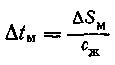 Δt_м = ΔS_м / c_ж